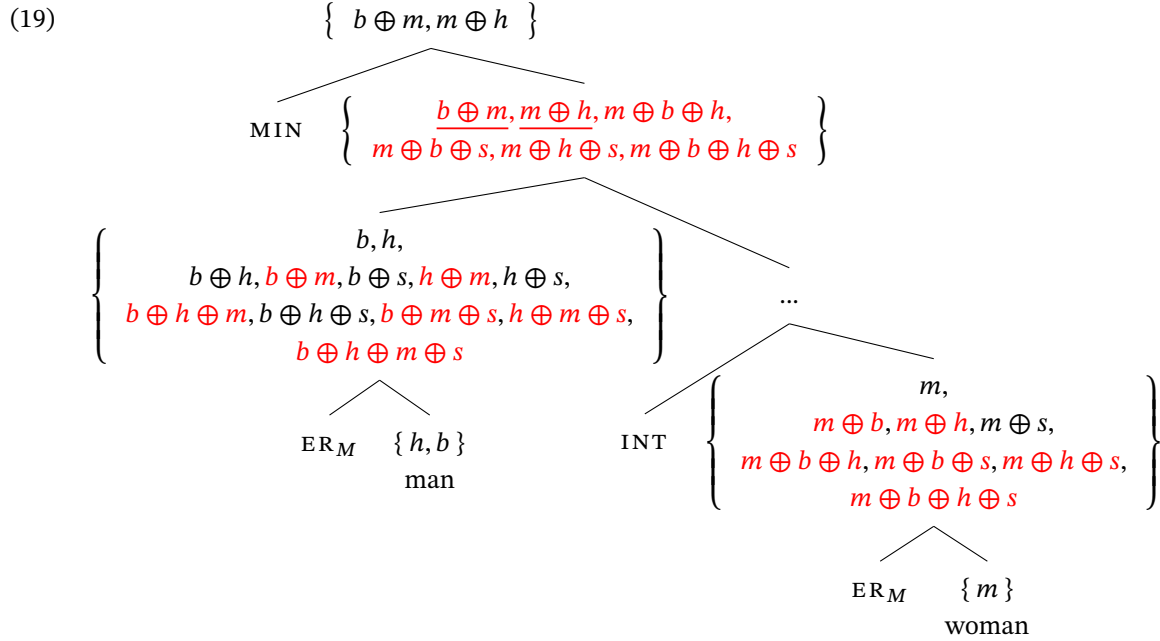 (19)
{ b ⊕ m, m ⊕ h }
MIN { b ⊕ m, m ⊕ h, m ⊕ b ⊕ h,
m ⊕ b ⊕ s, m ⊕ h ⊕ s, m ⊕ b ⊕ h ⊕ s }
{ b, h,
b ⊕ h, b ⊕ m, b ⊕ s, h ⊕ m, h ⊕ s,
b ⊕ h ⊕ m, b ⊕ h ⊕ s, b ⊕ m ⊕ s, h ⊕ m ⊕ s,
b ⊕ h ⊕ m ⊕ s }
...
ER_M { h, b }
man
INT { m,
m ⊕ b, m ⊕ h, m ⊕ s,
m ⊕ b ⊕ h, m ⊕ b ⊕ s, m ⊕ h ⊕ s,
m ⊕ b ⊕ h ⊕ s }
ER_M { m }
woman